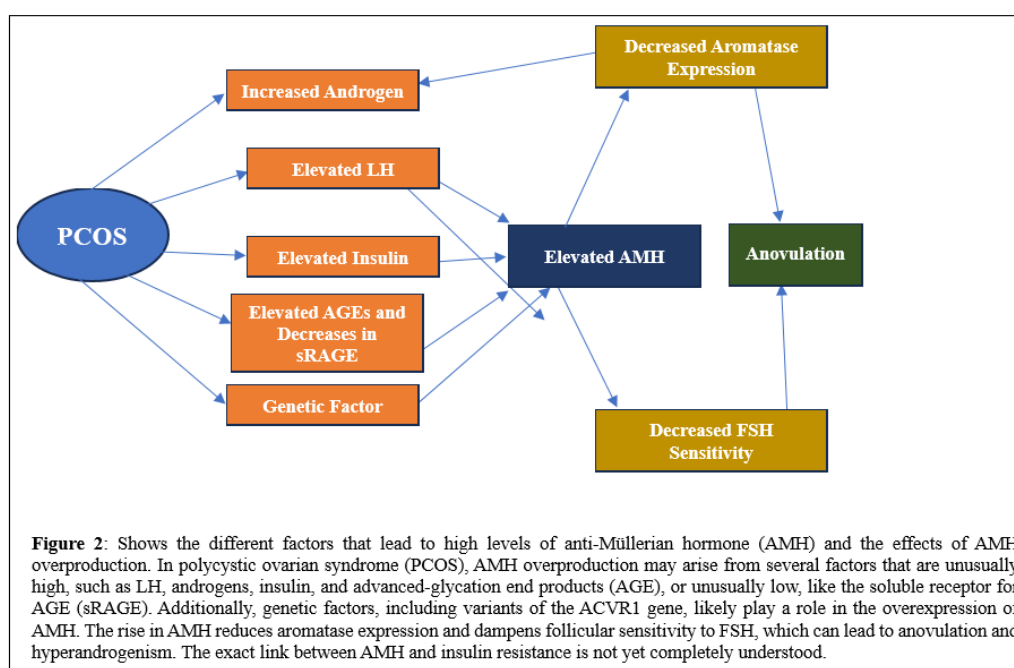 Decreased Aromatase
Expression
Increased Androgen
Elevated LH
PCOS
Elevated Insulin
Elevated AMH
Anovulation
Elevated AGEs and
Decreases in
sRAGE
Genetic Factor
Decreased FSH
Sensitivity
Figure 2: Shows the different factors that lead to high levels of anti-Müllerian hormone (AMH) and the effects of AMH
overproduction. In polycystic ovarian syndrome (PCOS), AMH overproduction may arise from several factors that are unusually
high, such as LH, androgens, insulin, and advanced-glycation end products (AGE), or unusually low, like the soluble receptor for
AGE (sRAGE). Additionally, genetic factors, including variants of the ACVR1 gene, likely play a role in the overexpression of
AMH. The rise in AMH reduces aromatase expression and dampens follicular sensitivity to FSH, which can lead to anovulation and
hyperandrogenism. The exact link between AMH and insulin resistance is not yet completely understood.